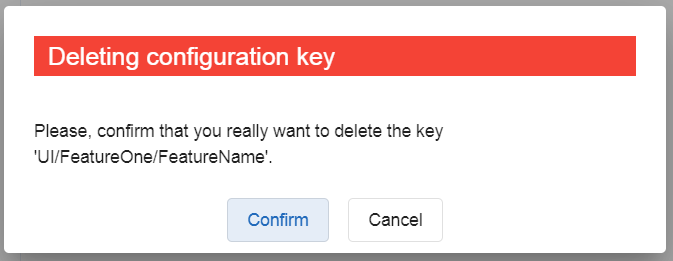 Deleting configuration key
Please, confirm that you really want to delete the key
'UI/FeatureOne/FeatureName'.
Confirm Cancel